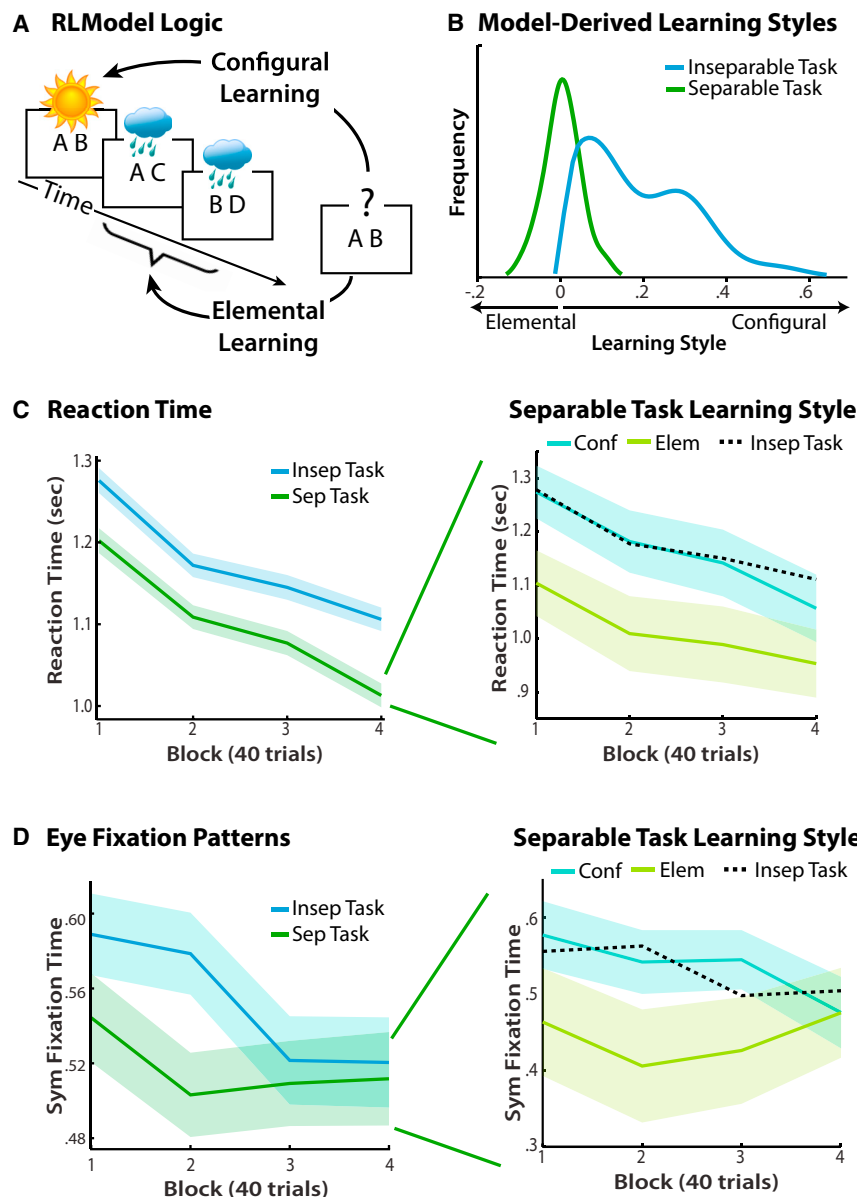 A RLModel Logic
Configural
Learning
A B
A C
B D
Time
?
A B
Elemental
Learning
B Model-Derived Learning Styles
Inseparable Task
Separable Task
Frequency
-.2 0 .2 .4 .6
Elemental Configural
Learning Style
C Reaction Time
Insep Task
Sep Task
Reaction Time (sec)
1.3
1.2
1.1
1.0
1 2 3 4
Block (40 trials)
Separable Task Learning Style
Conf Elem Insep Task
Reaction Time (sec)
1.3
1.2
1.1
1.0
.9
1 2 3 4
Block (40 trials)
D Eye Fixation Patterns
Insep Task
Sep Task
Sym Fixation Time
.60
.56
.52
.48
1 2 3 4
Block (40 trials)
Separable Task Learning Style
Conf Elem Insep Task
Sym Fixation Time
.6
.5
.4
.3
1 2 3 4
Block (40 trials)